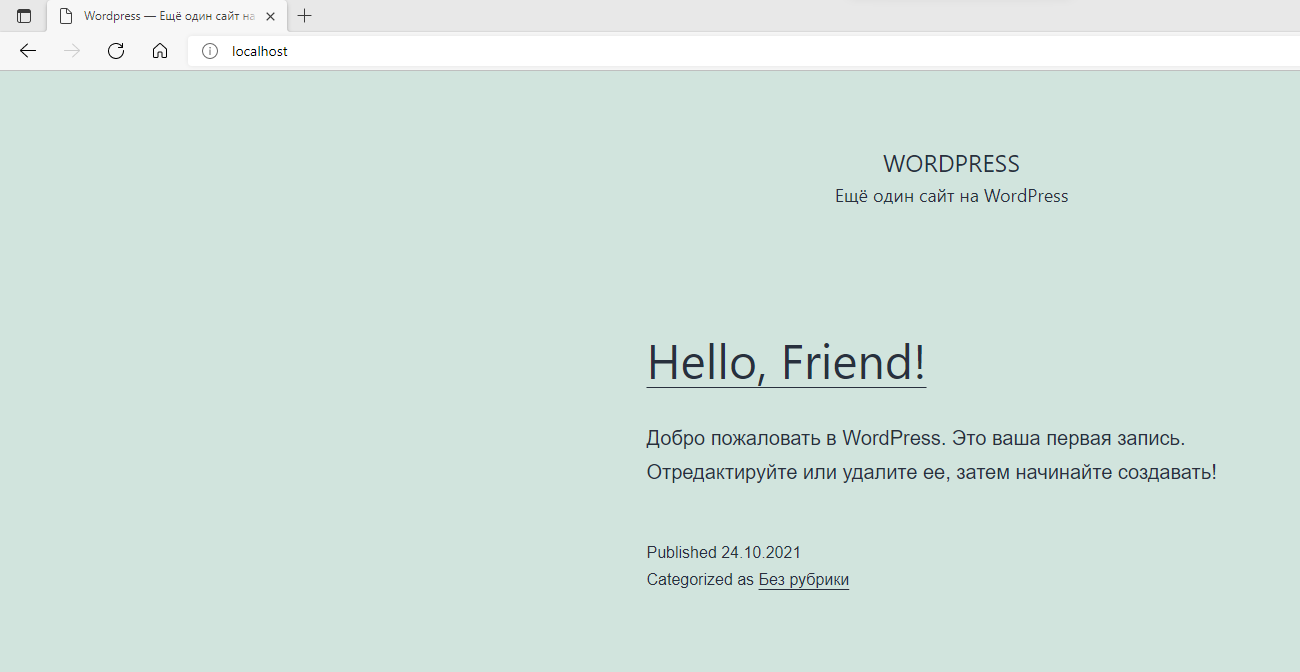 Wordpress — Ещё один сайт на
localhost
WORDPRESS
Ещё один сайт на WordPress
Hello, Friend!
Добро пожаловать в WordPress. Это ваша первая запись.
Отредактируйте или удалите ее, затем начинайте создавать!
Published 24.10.2021
Categorized as Без рубрики